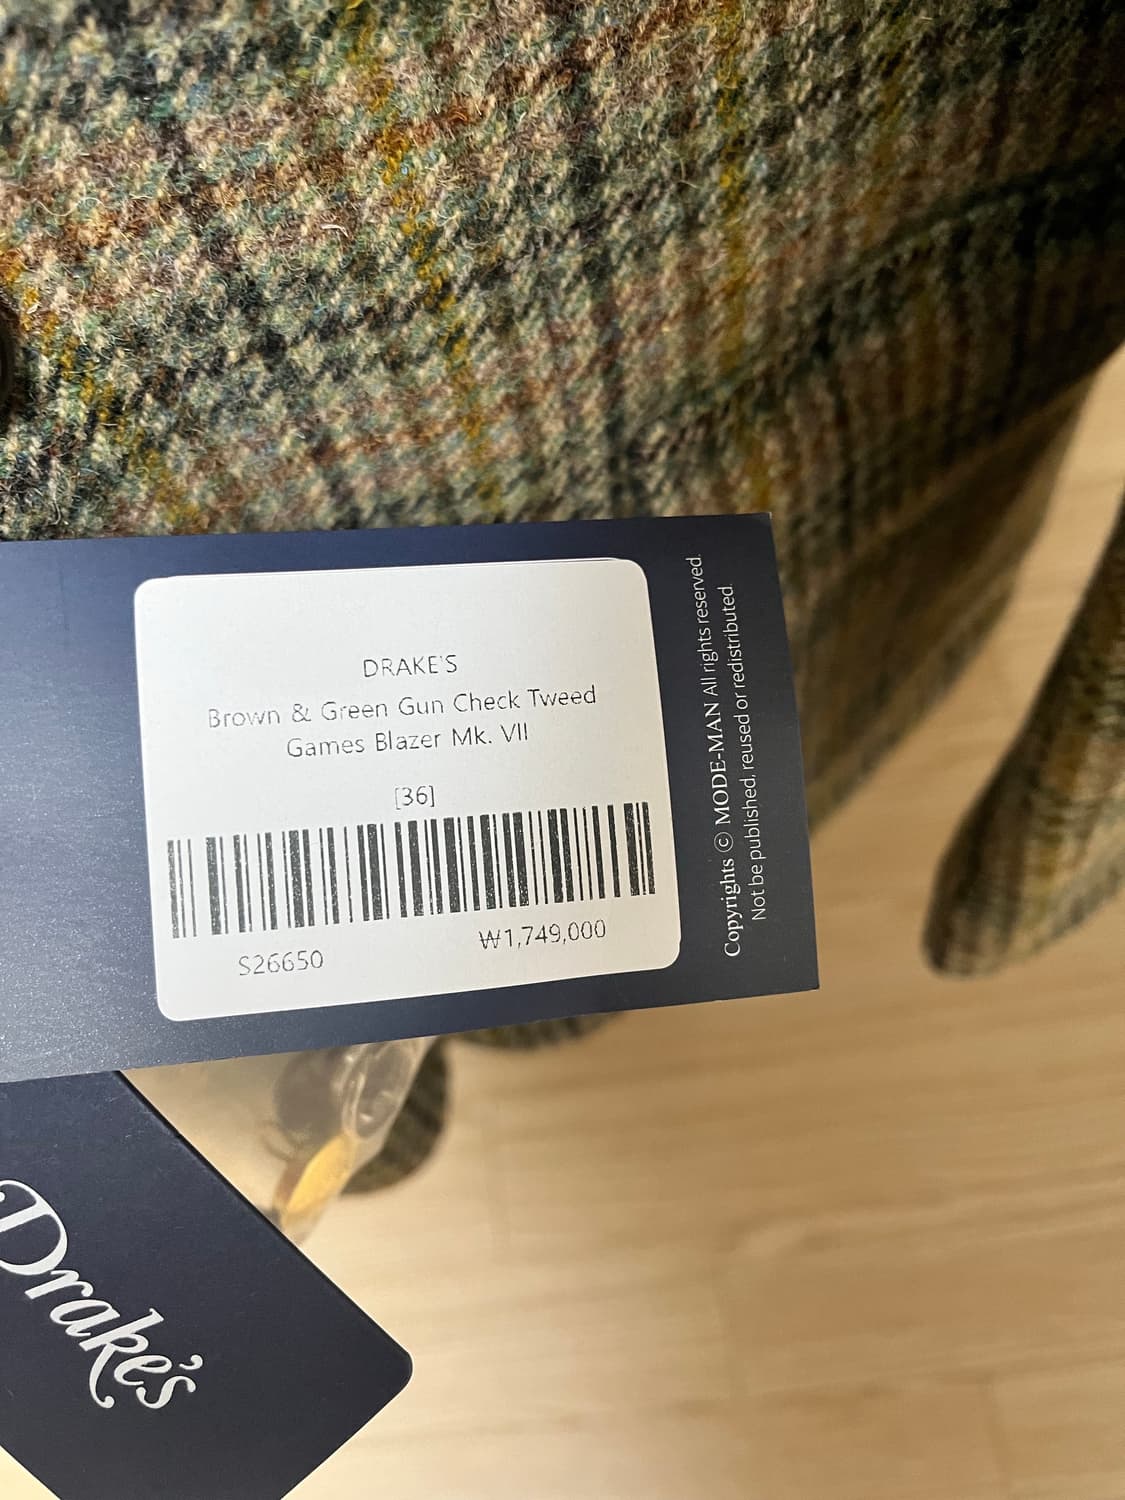 DRAKE'S
Brown & Green Gun Check Tweed
Games Blazer Mk. VII
[36]
S26650
₩1,749,000
Copyrights ⓒ MODE-MAN All rights reserved.
Not be published, reused or redistributed.
Drake's